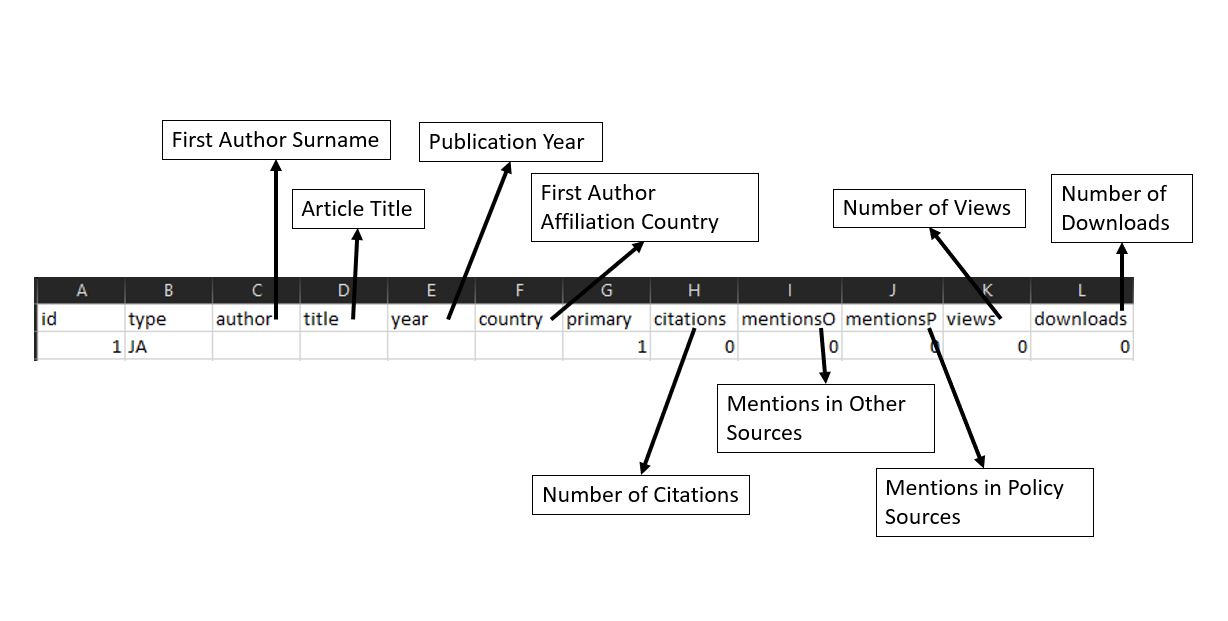 First Author Surname
Publication Year
First Author
Affiliation Country
Article Title
Number of Views
Number of
Downloads
A B C D E F G H I J K L
id type author title year country primary citations mentionsO mentionsP views downloads
1 JA 1 0 0 0 0 0
Mentions in Other
Sources
Number of Citations
Mentions in Policy
Sources